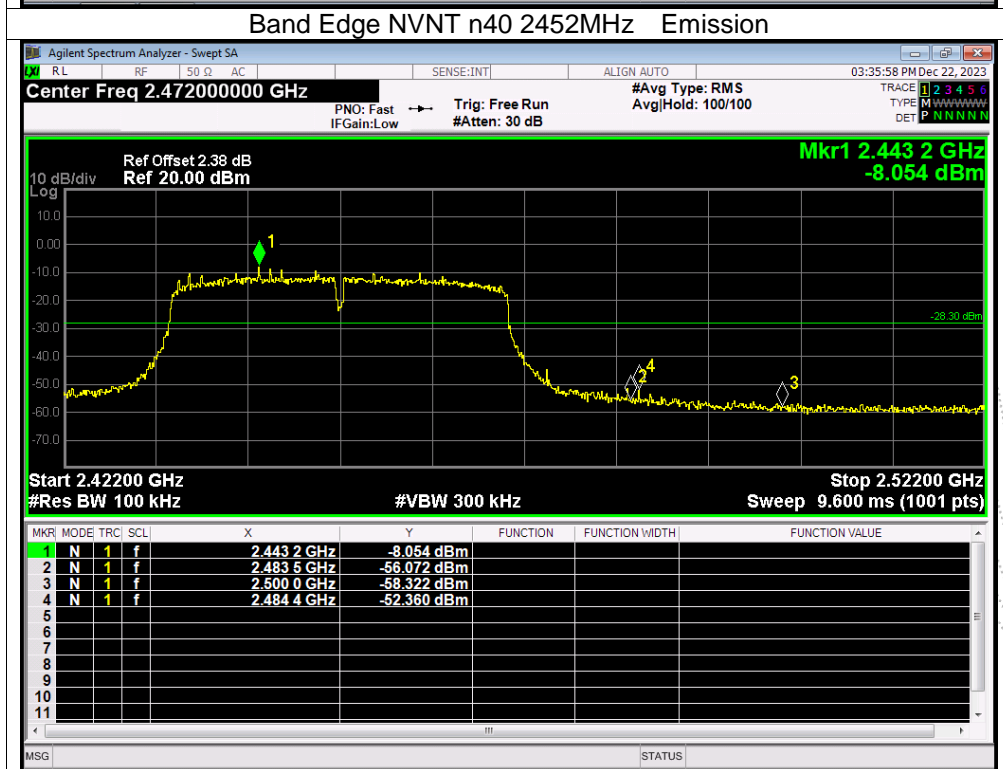 Band Edge NVNT n40 2452MHz Emission
Agilent Spectrum Analyzer - Swept SA
LXI RL RF 50 Ω AC SENSE:INT ALIGN AUTO 03:35:58 PM Dec 22, 2023
Center Freq 2.472000000 GHz #Avg Type: RMS TRACE 1 2 3 4 5 6
PNO: Fast Trig: Free Run Avg|Hold: 100/100 TYPE M WWWWW
IFGain:Low #Atten: 30 dB DET P N N N N N
Mkr1 2.443 2 GHz
Ref Offset 2.38 dB -8.054 dBm
10 dB/div Ref 20.00 dBm
Log
10.0
0.00
1
-10.0
-20.0
-28.30 dBm
-30.0
-40.0
4
2
3
-50.0
-60.0
-70.0
Start 2.42200 GHz Stop 2.52200 GHz
#Res BW 100 kHz #VBW 300 kHz Sweep 9.600 ms (1001 pts)
MKR MODE TRC SCL X Y FUNCTION FUNCTION WIDTH FUNCTION VALUE
1 N 1 f 2.443 2 GHz -8.054 dBm
2 N 1 f 2.483 5 GHz -56.072 dBm
3 N 1 f 2.500 0 GHz -58.322 dBm
4 N 1 f 2.484 4 GHz -52.360 dBm
5
6
7
8
9
10
11
MSG STATUS